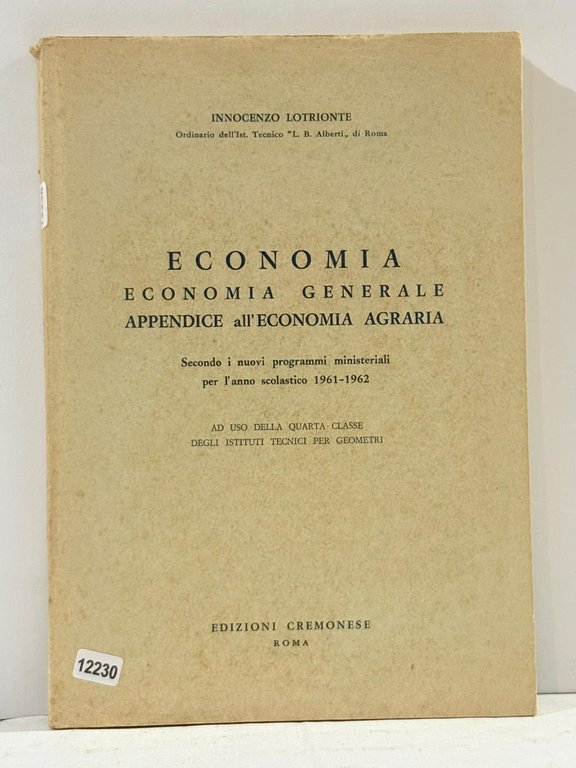 INNOCENZO LOTRIONTE
Ordinario dell'Ist. Tecnico "L. B. Alberti„ di Roma
ECONOMIA
ECONOMIA GENERALE
APPENDICE all'ECONOMIA AGRARIA
Secondo i nuovi programmi ministeriali
per l'anno scolastico 1961-1962
AD USO DELLA QUARTA CLASSE
DEGLI ISTITUTI TECNICI PER GEOMETRI
EDIZIONI CREMONESE
ROMA
12230